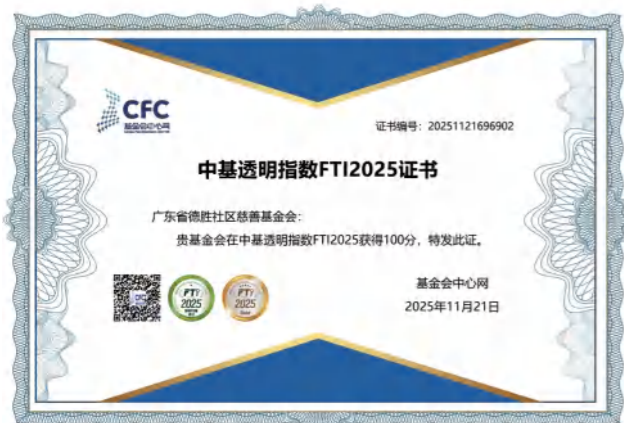 CFC
基金会中心网
证书编号：20251121696902
中基透明指数FTI2025证书
广东省德胜社区慈善基金会：
贵基金会在中基透明指数FTI2025获得100分，特发此证。
CFC
FTI
2025
FTI
2025
基金会中心网
2025年11月21日